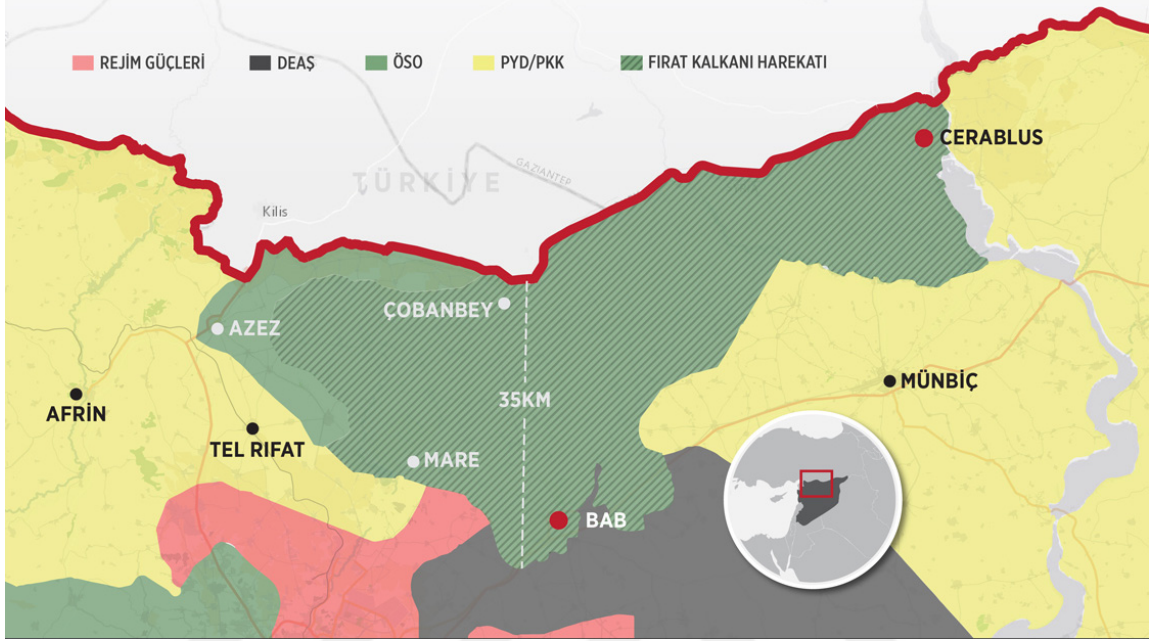 REJİM GÜÇLERİ
DEAŞ
ÖSO
PYD/PKK
FIRAT KALKANI HAREKATI
CERABLUS
GAZİANTEP
TÜRKİYE
Kilis
ÇOBANBEY
AZEZ
MÜNBİÇ
AFRİN
35KM
TEL RIFAT
MARE
BAB